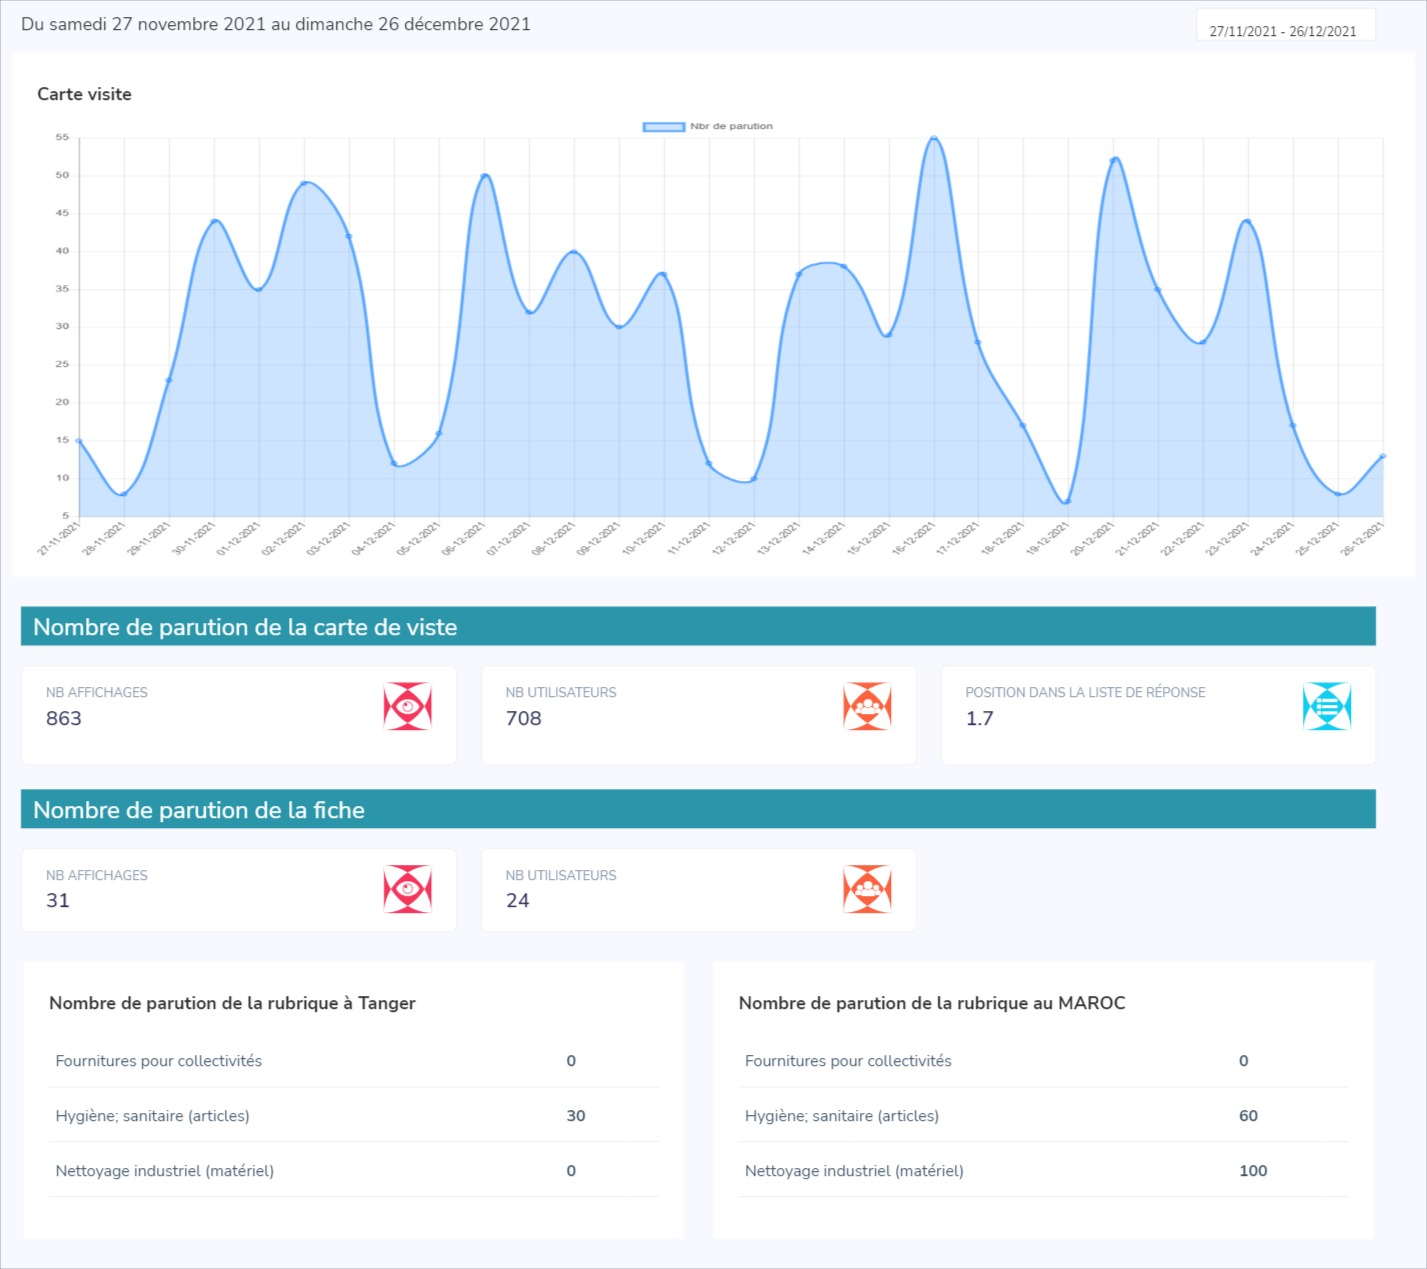 Du samedi 27 novembre 2021 au dimanche 26 décembre 2021
27/11/2021 - 26/12/2021
Carte visite
Nbr de parution
55
50
45
40
35
30
25
20
15
10
5
27-11-2021
28-11-2021
29-11-2021
30-11-2021
01-12-2021
02-12-2021
03-12-2021
04-12-2021
05-12-2021
06-12-2021
07-12-2021
08-12-2021
09-12-2021
10-12-2021
11-12-2021
12-12-2021
13-12-2021
14-12-2021
15-12-2021
16-12-2021
17-12-2021
18-12-2021
19-12-2021
20-12-2021
21-12-2021
22-12-2021
23-12-2021
24-12-2021
25-12-2021
26-12-2021
Nombre de parution de la carte de viste
NB AFFICHAGES
863
NB UTILISATEURS
708
POSITION DANS LA LISTE DE RÉPONSE
1.7
Nombre de parution de la fiche
NB AFFICHAGES
31
NB UTILISATEURS
24
Nombre de parution de la rubrique à Tanger
Fournitures pour collectivités 0
Hygiène; sanitaire (articles) 30
Nettoyage industriel (matériel) 0
Nombre de parution de la rubrique au MAROC
Fournitures pour collectivités 0
Hygiène; sanitaire (articles) 60
Nettoyage industriel (matériel) 100